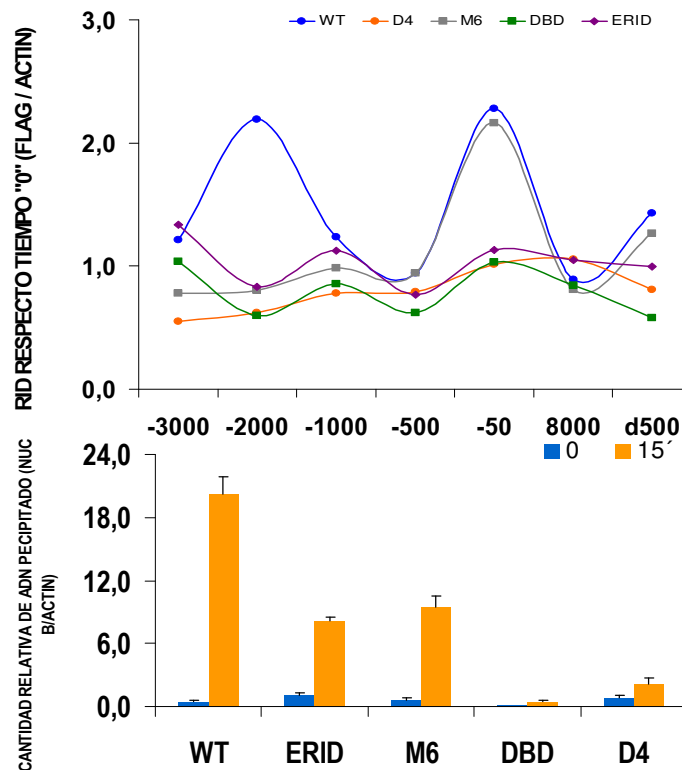 RID RESPECTO TIEMPO "0" (FLAG / ACTIN)
3,0
2,0
1,0
0,0
WT D4 M6 DBD ERID
-3000 -2000 -1000 -500 -50 8000 d500
CANTIDAD RELATIVA DE ADN PECIPITADO (NUC
B/ACTIN)
0 15´
24,0
18,0
12,0
6,0
0,0
WT ERID M6 DBD D4